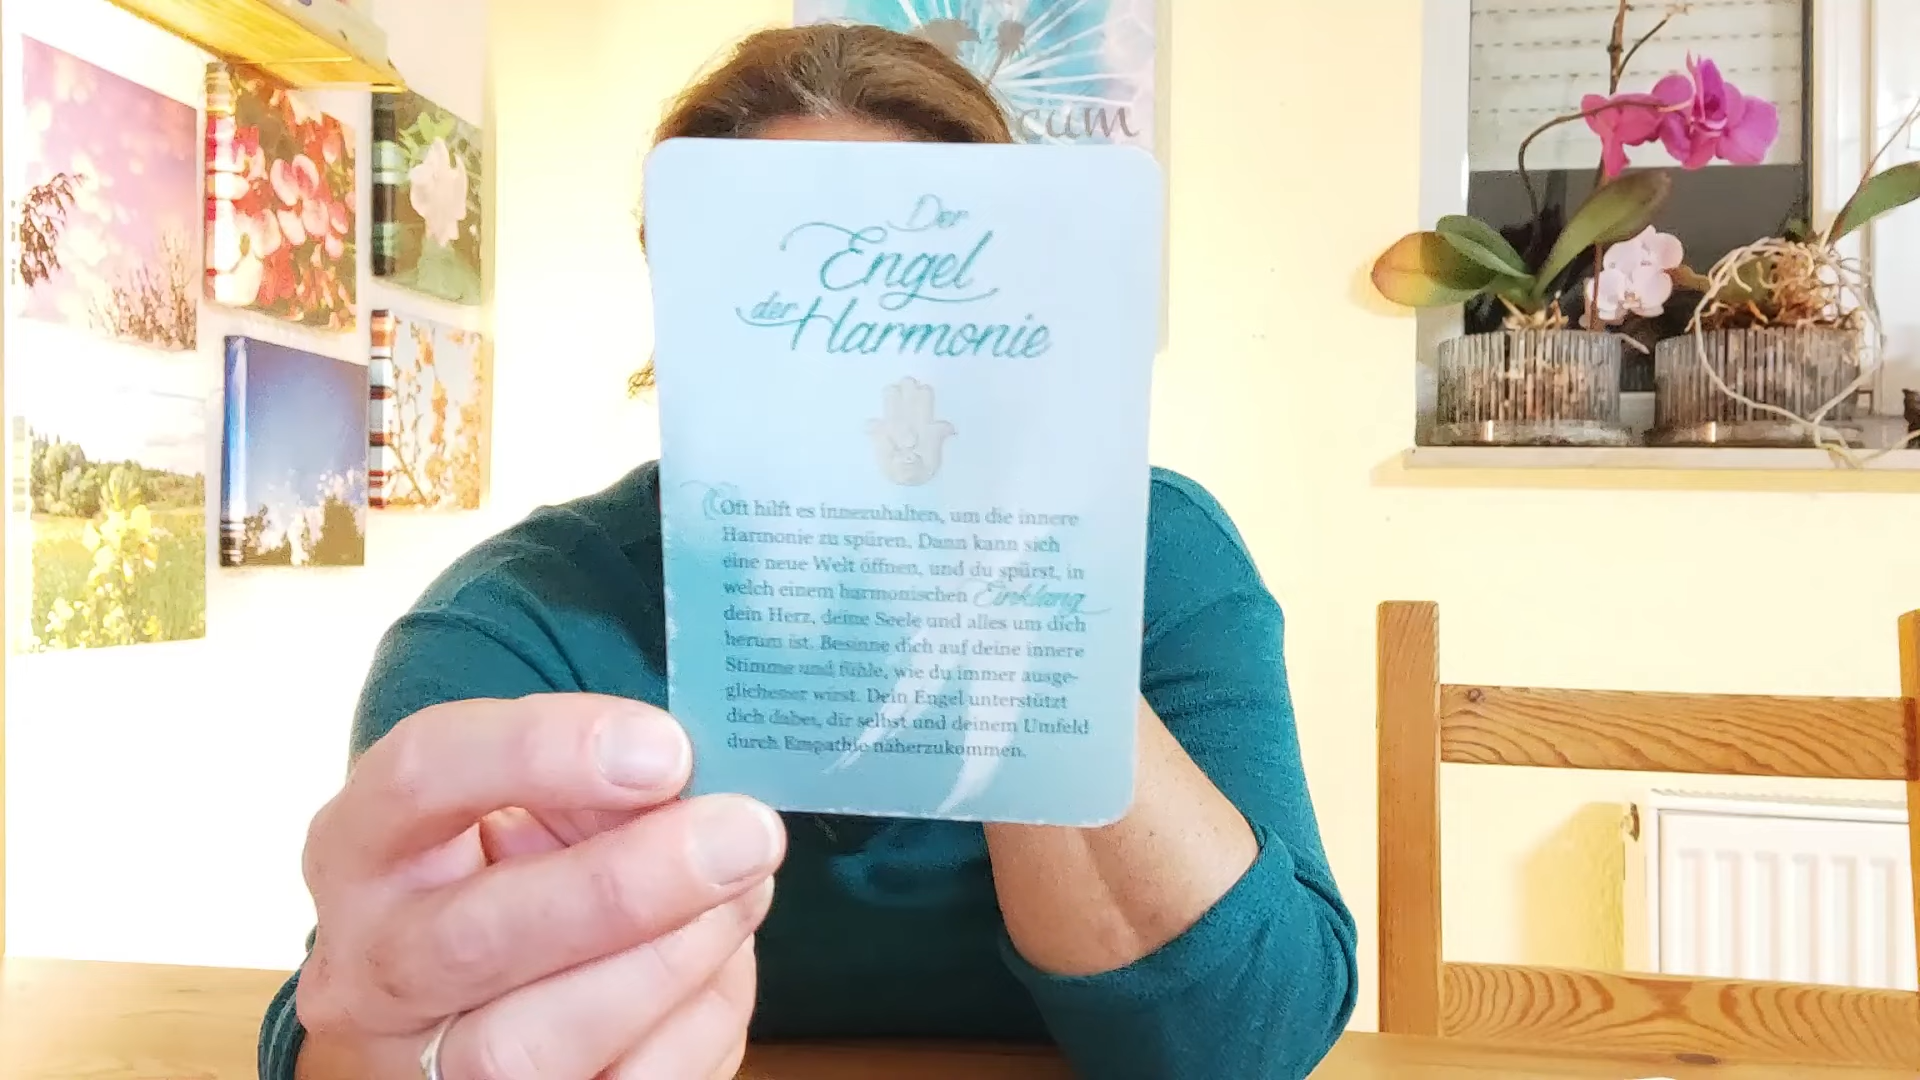 cum
Der
Engel
der Harmonie
Oft hilft es innezuhalten, um die innere
Harmonie zu spüren. Dann kann sich
eine neue Welt öffnen, und du spürst, in
welch einem harmonischen Einklang
dein Herz, deine Seele und alles um dich
herum ist. Besinne dich auf deine innere
Stimme und fühle, wie du immer ausge-
glichener wirst. Dein Engel unterstützt
dich dabei, dir selbst und deinem Umfeld
durch Empathie näherzukommen.